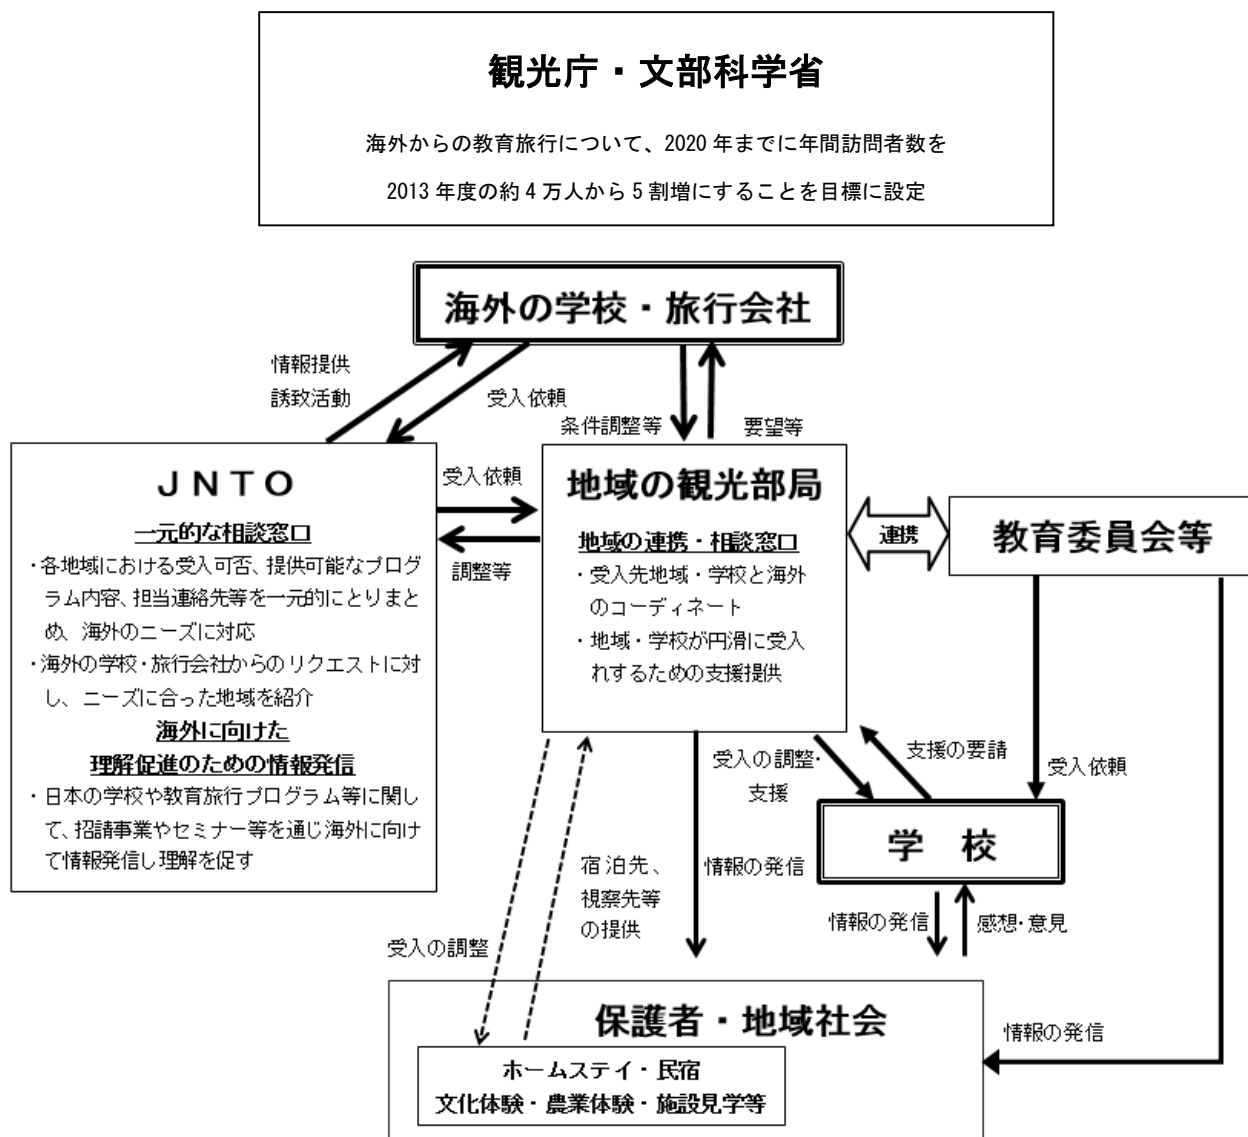 観光庁・文部科学省
海外からの教育旅行について、2020 年までに年間訪問者数を
2013 年度の約 4 万人から 5 割増にすることを目標に設定
海外の学校・旅行会社
情報提供
誘致活動
受入依頼
条件調整等
要望等
JNTO
一元的な相談窓口
・各地域における受入可否、提供可能なプログ
ラム内容、担当連絡先等を一元的にとりまと
め、海外のニーズに対応
・海外の学校・旅行会社からのリクエストに対
し、ニーズに合った地域を紹介
海外に向けた
理解促進のための情報発信
・日本の学校や教育旅行プログラム等に関し
て、招請事業やセミナー等を通じ海外に向け
て情報発信し理解を促す
受入依頼
調整等
地域の観光部局
地域の連携・相談窓口
・受入先地域・学校と海外
のコーディネート
・地域・学校が円滑に受入
れするための支援提供
連携
教育委員会等
受入の調整・
支援
支援の要請
受入依頼
学 校
宿泊先、
視察先等
の提供
情報の発信
受入の調整
情報の発信
感想・意見
保護者・地域社会
情報の発信
ホームステイ・民宿
文化体験・農業体験・施設見学等